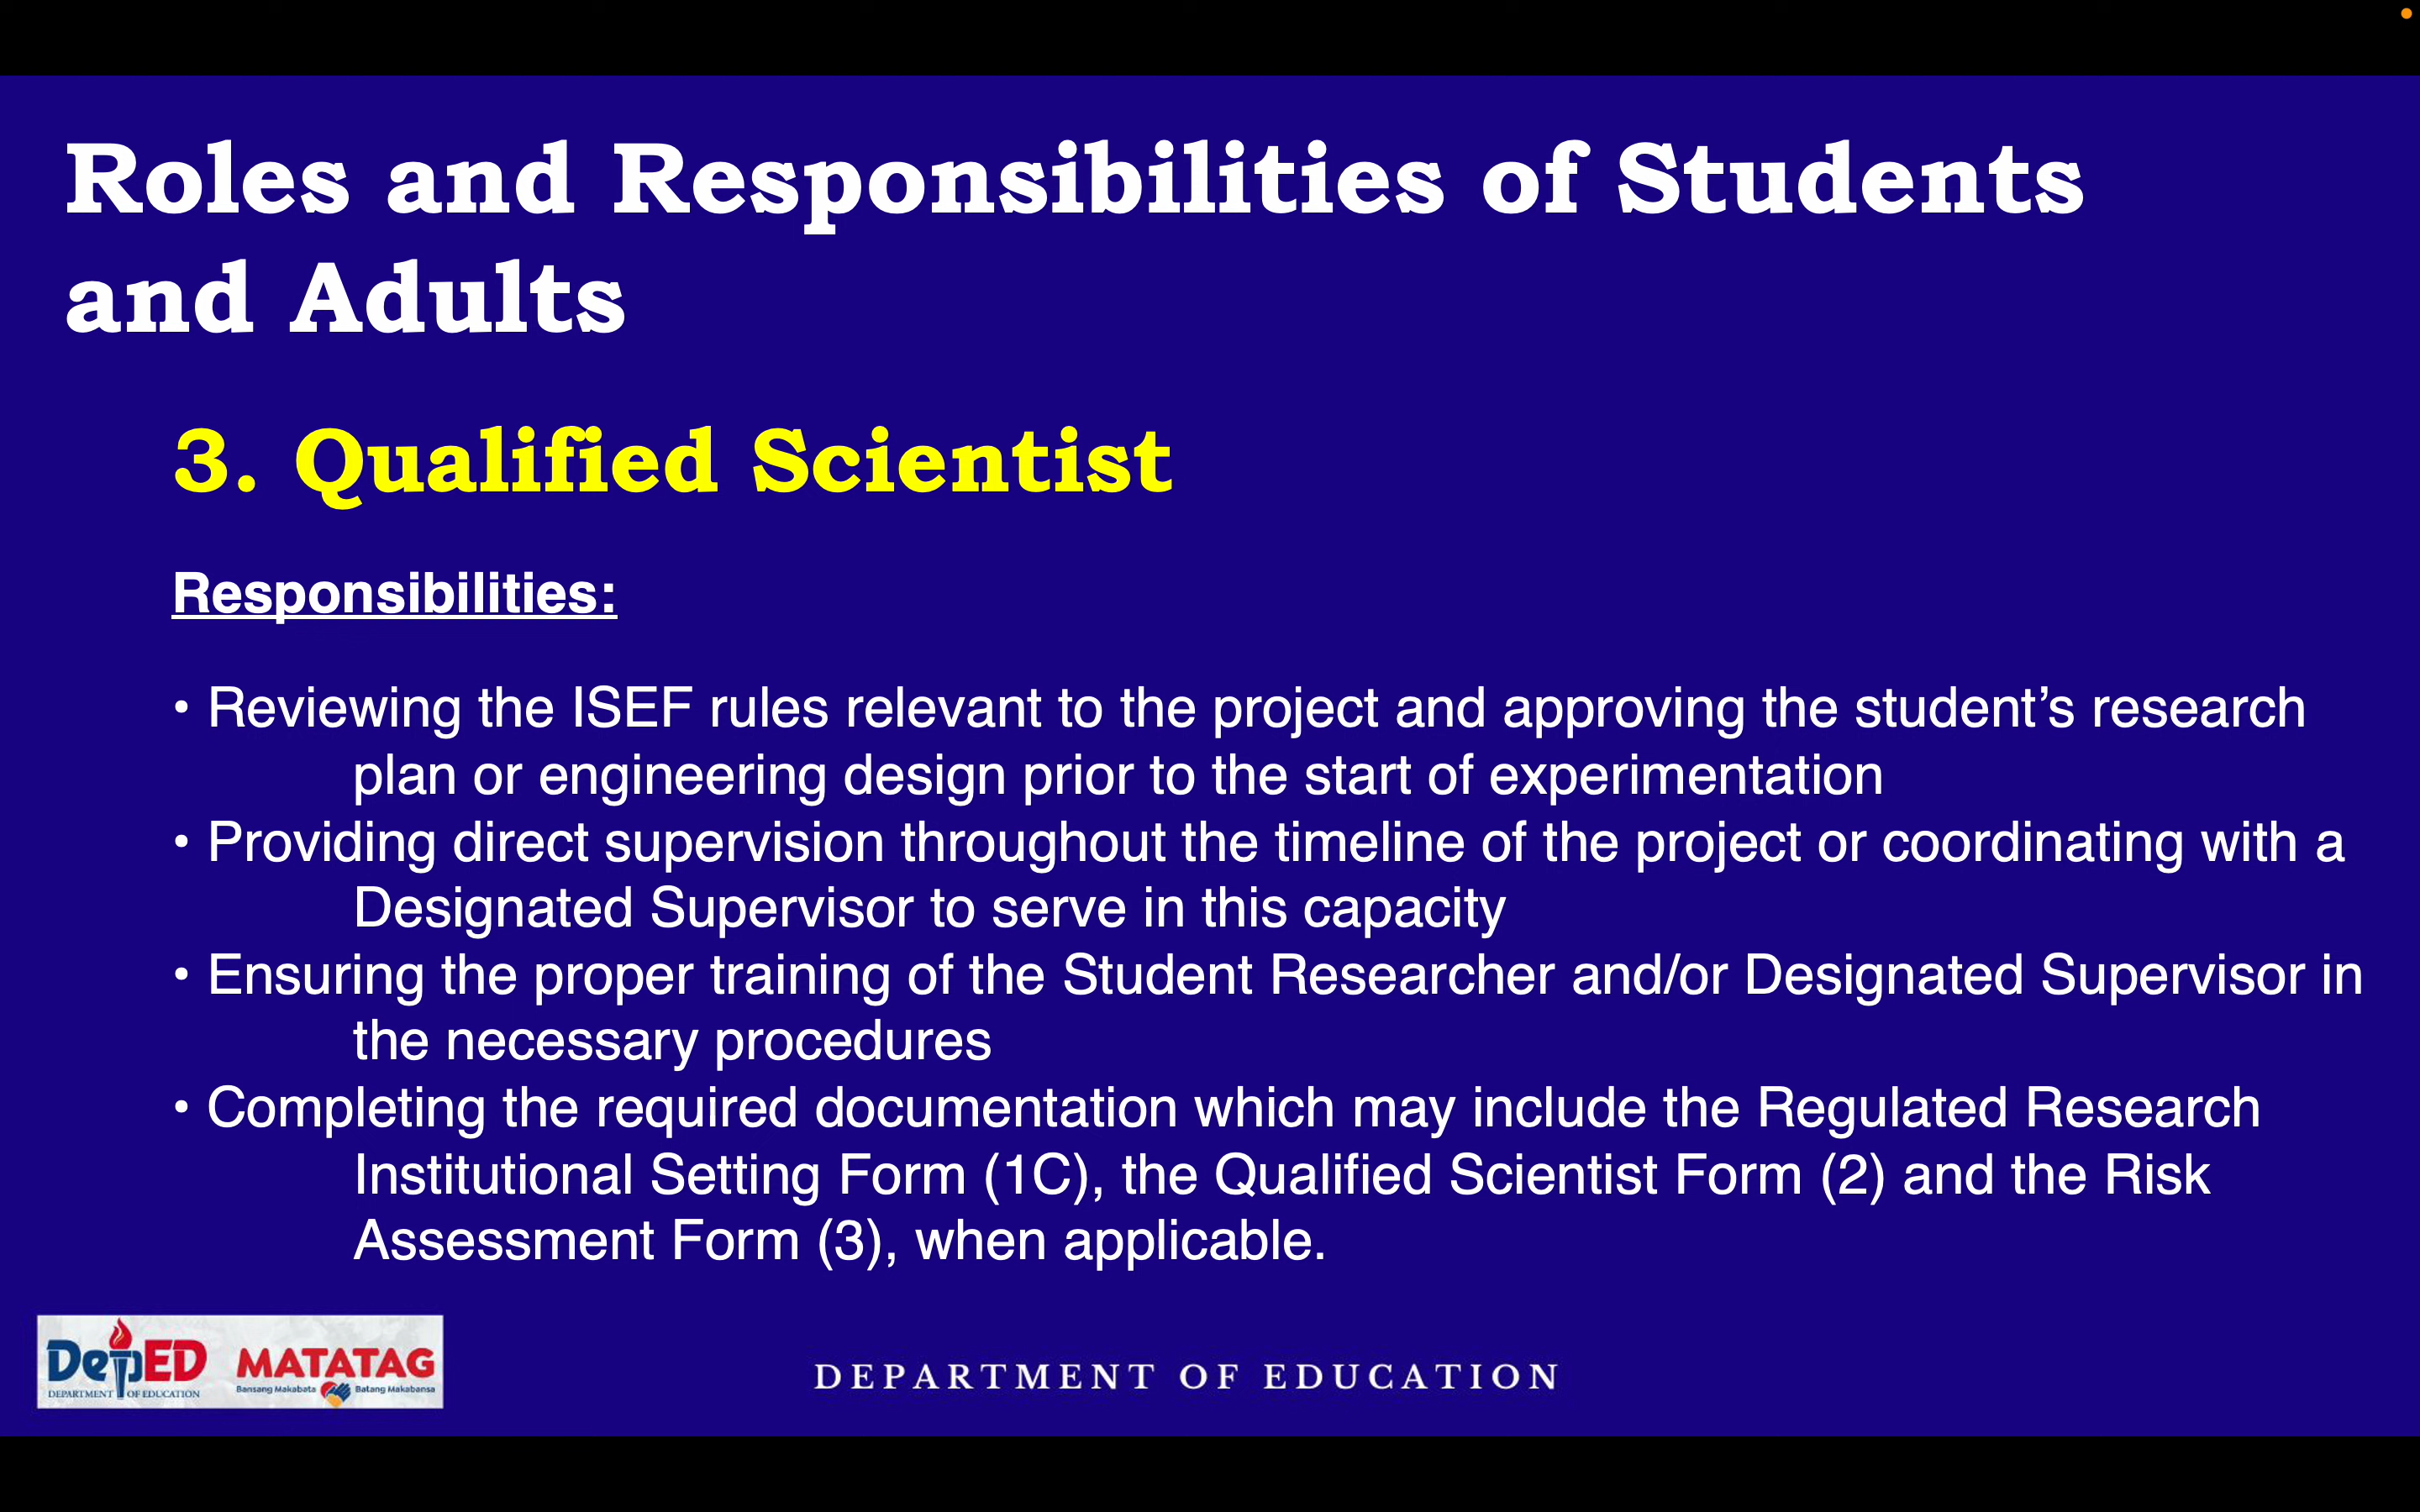 Roles and Responsibilities of Students
and Adults
3. Qualified Scientist
Responsibilities:
• Reviewing the ISEF rules relevant to the project and approving the student’s research
plan or engineering design prior to the start of experimentation
• Providing direct supervision throughout the timeline of the project or coordinating with a
Designated Supervisor to serve in this capacity
• Ensuring the proper training of the Student Researcher and/or Designated Supervisor in
the necessary procedures
• Completing the required documentation which may include the Regulated Research
Institutional Setting Form (1C), the Qualified Scientist Form (2) and the Risk
Assessment Form (3), when applicable.
DepED MATATAG
DEPARTMENT OF EDUCATION Bansang Makabata Batang Makabansa
DEPARTMENT OF EDUCATION